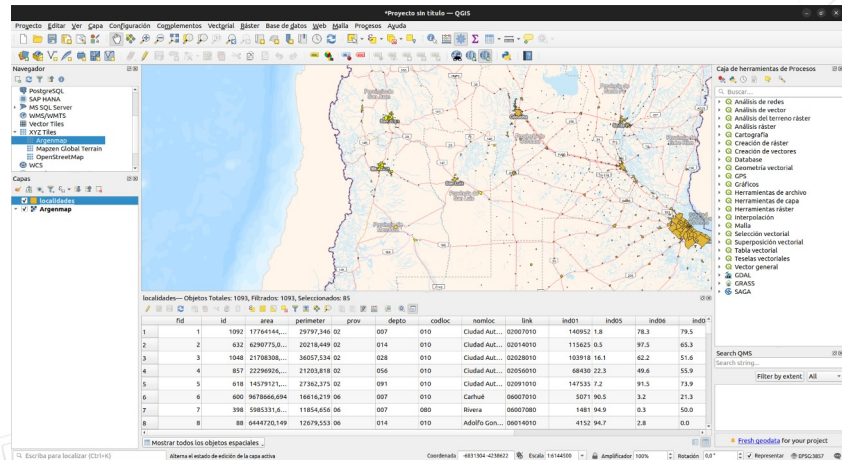 *Proyecto sin título — QGIS
Proyecto Editar Ver Capa Configuración Complementos Vectorial Ráster Base de datos Web Malla Procesos Ayuda
Navegador
PostgreSQL
SAP HANA
MS SQL Server
WMS/WMTS
Vector Tiles
XYZ Tiles
Argenmap
Mapzen Global Terrain
OpenStreetMap
WCS
Capas
localidades
Argenmap
localidades— Objetos Totales: 1093, Filtrados: 1093, Seleccionados: 85
fid id area perimeter prov depto codloc nomloc link ind01 ind05 ind06
1 1 1092 17764144,... 29797,346 02 007 010 Ciudad Aut... 02007010 140952 1.8 78.3 79.5
2 2 632 6290775,0... 20218,449 02 014 010 Ciudad Aut... 02014010 115625 0.5 97.5 65.3
3 3 1048 21708308,... 36057,534 02 028 010 Ciudad Aut... 02028010 103918 16.1 62.2 51.6
4 4 857 22296926,... 21203,818 02 056 010 Ciudad Aut... 02056010 68430 22.3 49.6 55.9
5 5 618 14579121,... 27362,375 02 091 010 Ciudad Aut... 02091010 147535 7.2 91.5 73.9
6 6 600 9678666,694 16616,219 06 007 010 Carhué 06007010 5071 90.5 3.2 21.3
7 7 398 5985331,6... 11854,656 06 007 080 Rivera 06007080 1481 94.9 0.3 50.0
8 8 88 6444720,149 12679,553 06 014 010 Adolfo Gon... 06014010 4152 94.7 2.8 0.0
Mostrar todos los objetos espaciales
Caja de herramientas de Procesos
Buscar...
Análisis de redes
Análisis de vector
Análisis del terreno ráster
Análisis ráster
Cartografía
Creación de ráster
Creación de vectores
Database
Geometría vectorial
GPS
Gráficos
Herramientas de archivo
Herramientas de capa
Herramientas ráster
Interpolación
Malla
Selección vectorial
Superposición vectorial
Tabla vectorial
Teselas vectoriales
Vector general
GDAL
GRASS
SAGA
Search QMS
Search string...
Filter by extent All
Fresh geodata for your project
Escriba para localizar (Ctrl+K) Alterna el estado de edición de la capa activa Coordenada -6831304 -4238622 Escala 1:6144500 Amplificador 100% Rotación 0,0° Representar EPSG:3857